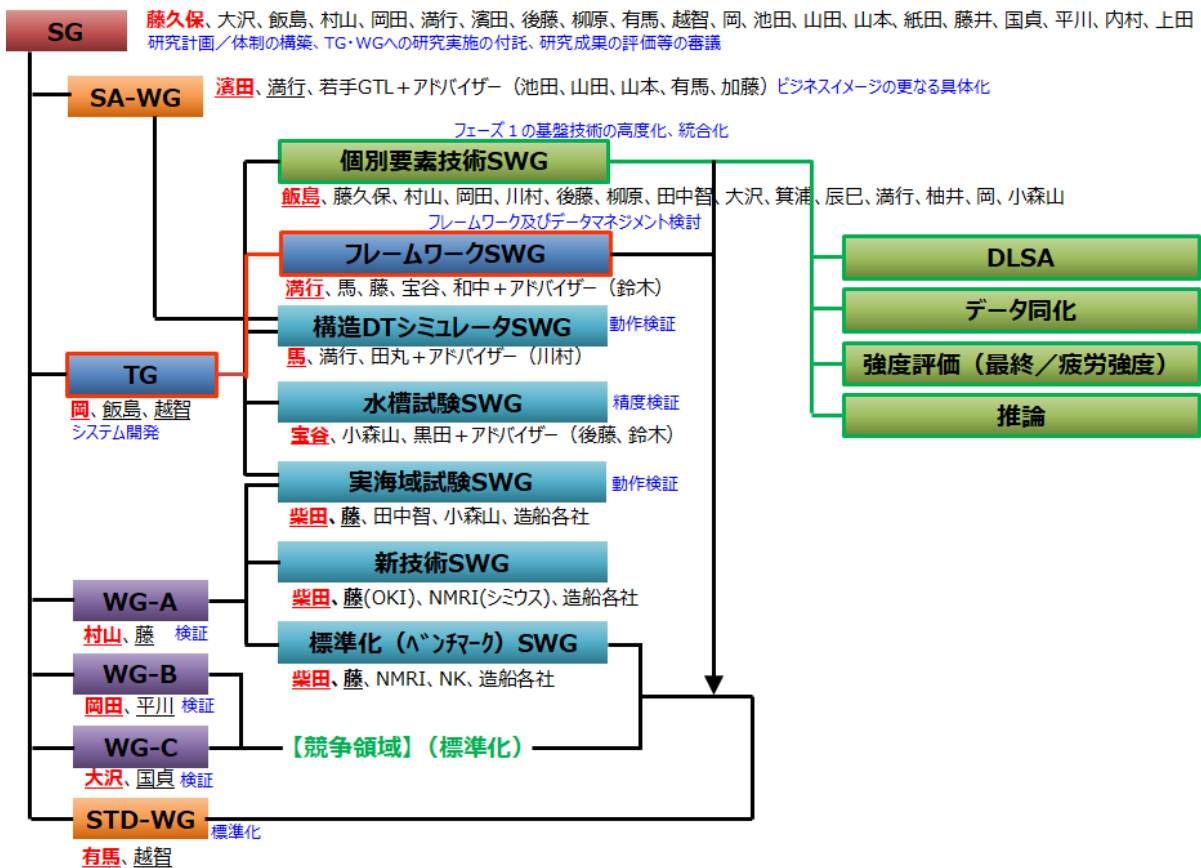 SG
藤久保、大沢、飯島、村山、岡田、満行、濱田、後藤、柳原、有馬、越智、岡、池田、山田、山本、紙田、藤井、国貞、平川、内村、上田
研究計画／体制の構築、TG・WGへの研究実施の付託、研究成果の評価等の審議
SA-WG
濱田、満行、若手GTL＋アドバイザー（池田、山田、山本、有馬、加藤）
ビジネスイメージの更なる具体化
フェーズ１の基盤技術の高度化、統合化
個別要素技術SWG
飯島、藤久保、村山、岡田、川村、後藤、柳原、田中智、大沢、箕浦、辰巳、満行、柚井、岡、小森山
フレームワーク及びデータマネジメント検討
フレームワークSWG
満行、馬、藤、宝谷、和中＋アドバイザー（鈴木）
構造DTシミュレータSWG
動作検証
馬、満行、田丸＋アドバイザー（川村）
TG
岡、飯島、越智
システム開発
水槽試験SWG
精度検証
宝谷、小森山、黒田＋アドバイザー（後藤、鈴木）
実海域試験SWG
動作検証
柴田、藤、田中智、小森山、造船各社
新技術SWG
柴田、藤(OKI)、NMRI(シミウス)、造船各社
標準化（ﾍﾞﾝﾁﾏｰｸ）SWG
柴田、藤、NMRI、NK、造船各社
DLSA
データ同化
強度評価（最終／疲労強度）
推論
WG-A
村山、藤 検証
WG-B
岡田、平川 検証
WG-C
大沢、国貞 検証
【競争領域】（標準化）
STD-WG
標準化
有馬、越智